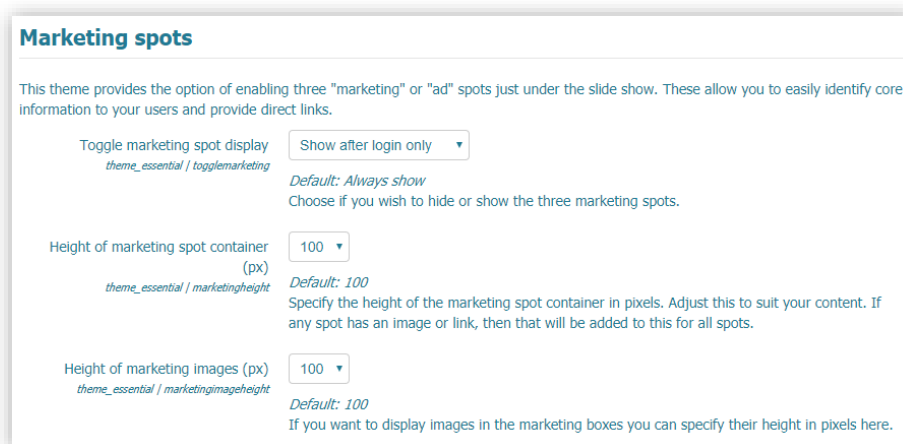 Marketing spots
This theme provides the option of enabling three "marketing" or "ad" spots just under the slide show. These allow you to easily identify core
information to your users and provide direct links.
Toggle marketing spot display
theme_essential | togglemarketing
Show after login only
Default: Always show
Choose if you wish to hide or show the three marketing spots.
Height of marketing spot container
(px)
theme_essential | marketingheight
100
Default: 100
Specify the height of the marketing spot container in pixels. Adjust this to suit your content. If
any spot has an image or link, then that will be added to this for all spots.
Height of marketing images (px)
theme_essential | marketingimageheight
100
Default: 100
If you want to display images in the marketing boxes you can specify their height in pixels here.